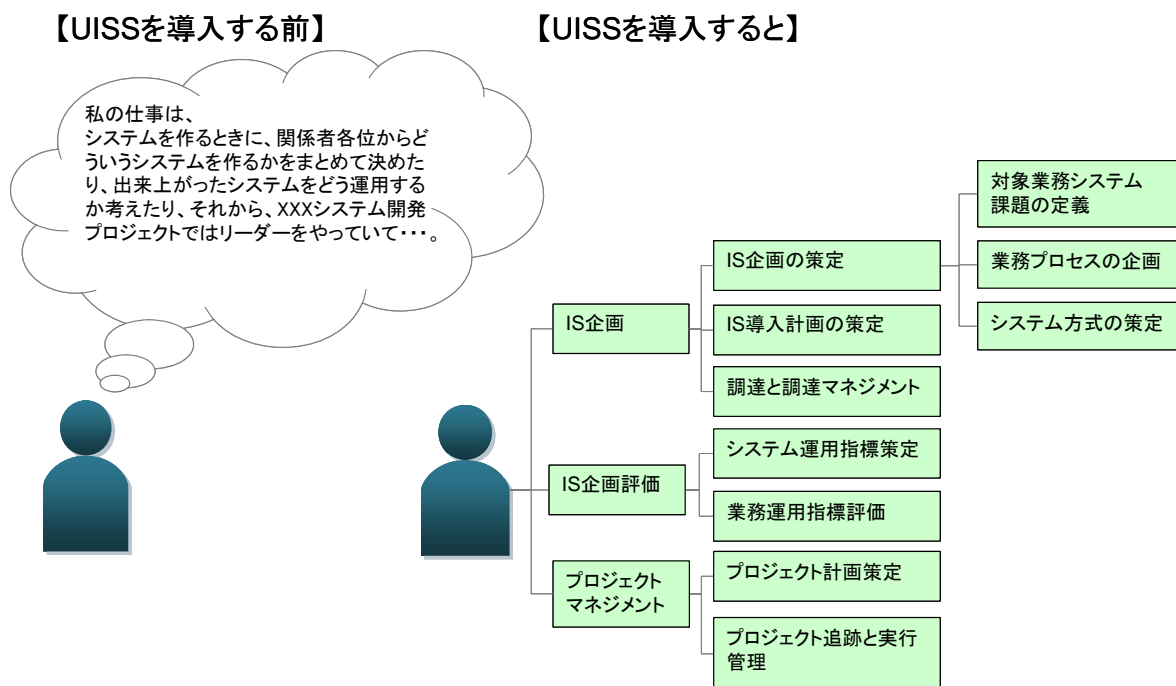 【UISSを導入する前】
【UISSを導入すると】
私の仕事は、
システムを作るときに、関係者各位からど
ういうシステムを作るかをまとめて決めた
り、出来上がったシステムをどう運用する
か考えたり、それから、XXXシステム開発
プロジェクトではリーダーをやっていて・・・。
IS企画
IS企画の策定
対象業務システム
課題の定義
業務プロセスの企画
システム方式の策定
IS導入計画の策定
調達と調達マネジメント
IS企画評価
システム運用指標策定
業務運用指標評価
プロジェクト
マネジメント
プロジェクト計画策定
プロジェクト追跡と実行
管理